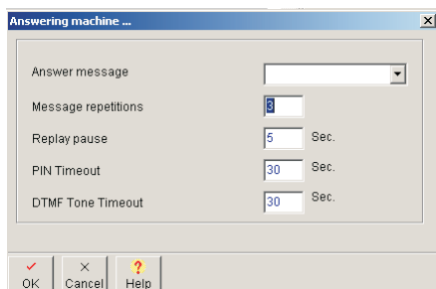 Answering machine ...
Answer message
Message repetitions 3
Replay pause 5 Sec.
PIN Timeout 30 Sec.
DTMF Tone Timeout 30 Sec.
OK Cancel Help